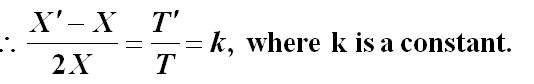 ∴ (X′ − X)/(2X) = T′/T = k, where k is a constant.